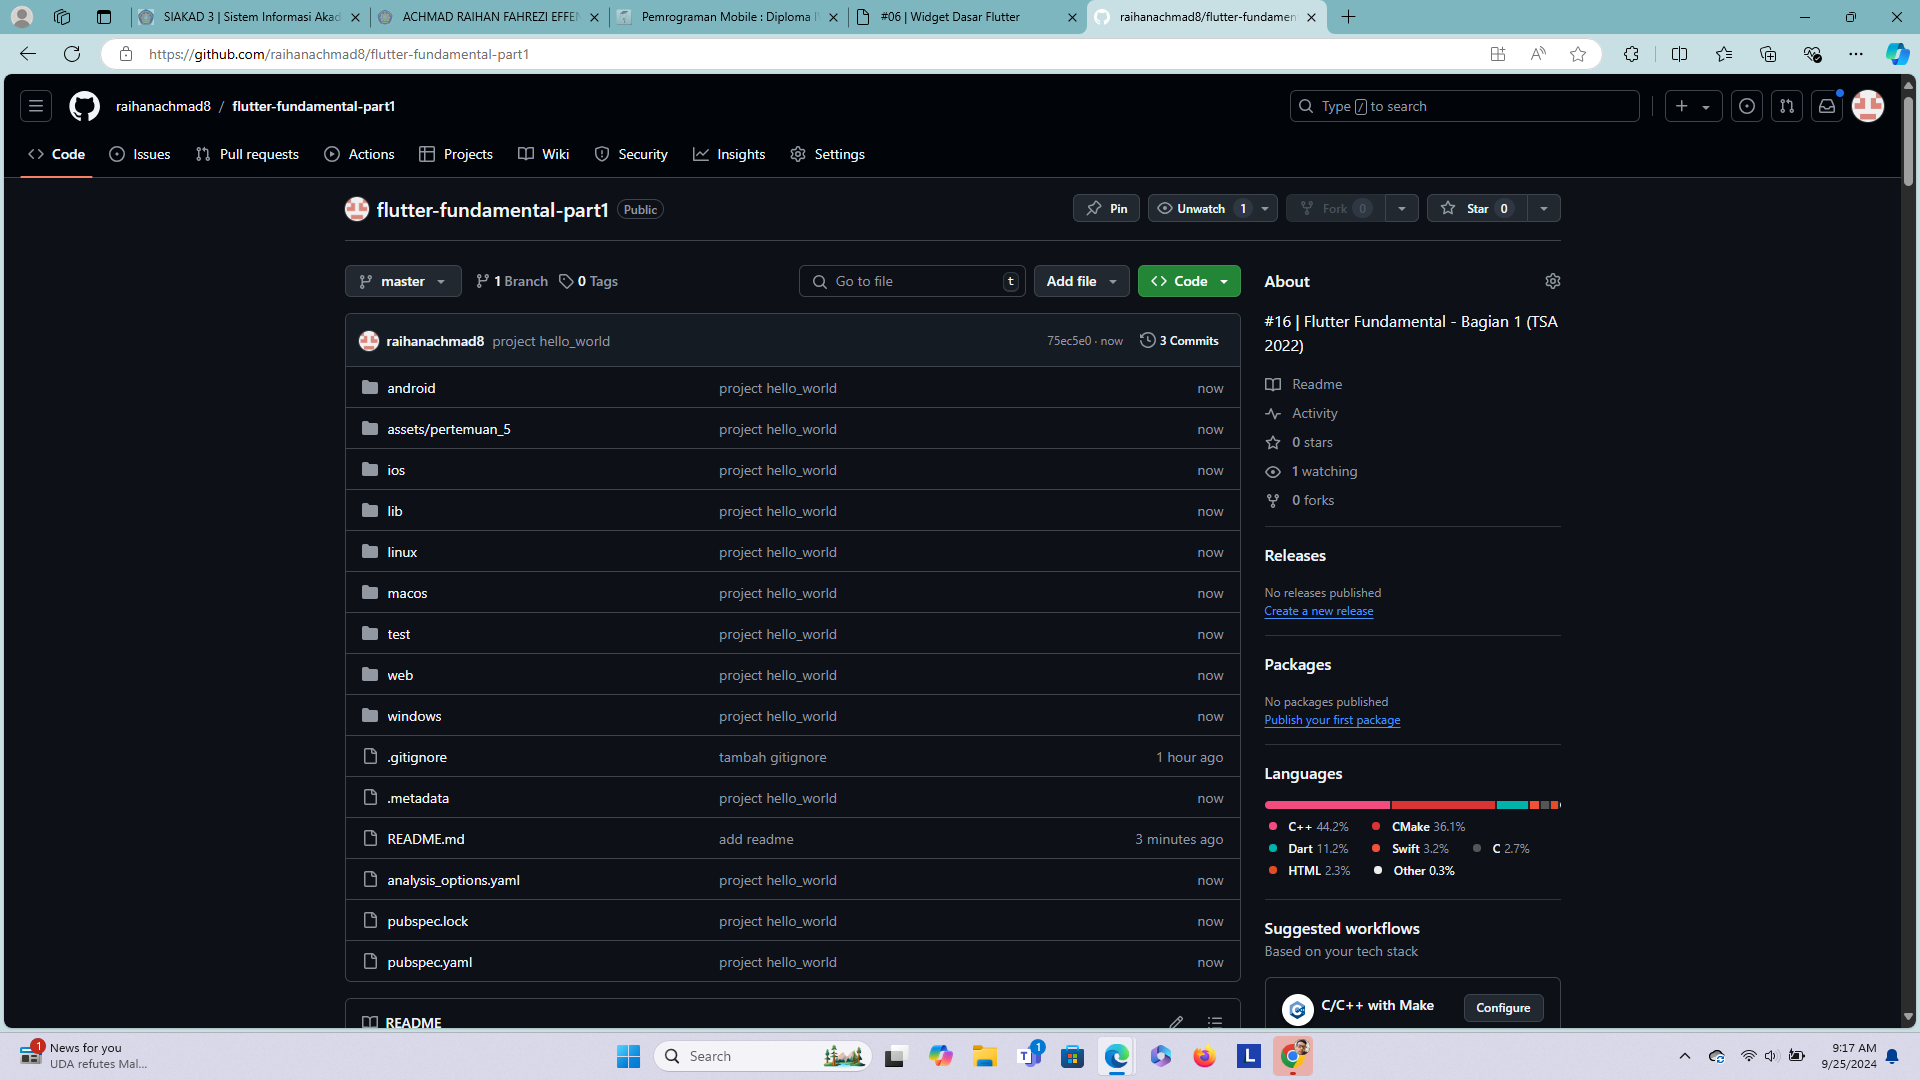 SIAKAD 3 | Sistem Informasi Akad
ACHMAD RAIHAN FAHREZI EFFEN
Pemrograman Mobile : Diploma I
#06 | Widget Dasar Flutter
raihanachmad8/flutter-fundamen
https://github.com/raihanachmad8/flutter-fundamental-part1
raihanachmad8 / flutter-fundamental-part1
Type / to search
Code
Issues
Pull requests
Actions
Projects
Wiki
Security
Insights
Settings
flutter-fundamental-part1 Public
Pin
Unwatch 1
Fork 0
Star 0
master
1 Branch
0 Tags
Go to file t
Add file
Code
raihanachmad8 project hello_world 75ec5e0 · now 3 Commits
android project hello_world now
assets/pertemuan_5 project hello_world now
ios project hello_world now
lib project hello_world now
linux project hello_world now
macos project hello_world now
test project hello_world now
web project hello_world now
windows project hello_world now
.gitignore tambah gitignore 1 hour ago
.metadata project hello_world now
README.md add readme 3 minutes ago
analysis_options.yaml project hello_world now
pubspec.lock project hello_world now
pubspec.yaml project hello_world now
README
About
#16 | Flutter Fundamental - Bagian 1 (TSA
2022)
Readme
Activity
0 stars
1 watching
0 forks
Releases
No releases published
Create a new release
Packages
No packages published
Publish your first package
Languages
C++ 44.2% CMake 36.1%
Dart 11.2% Swift 3.2% C 2.7%
HTML 2.3% Other 0.3%
Suggested workflows
Based on your tech stack
C/C++ with Make Configure
1
News for you
UDA refutes Mal...
Search
1
L
9:17 AM
9/25/2024